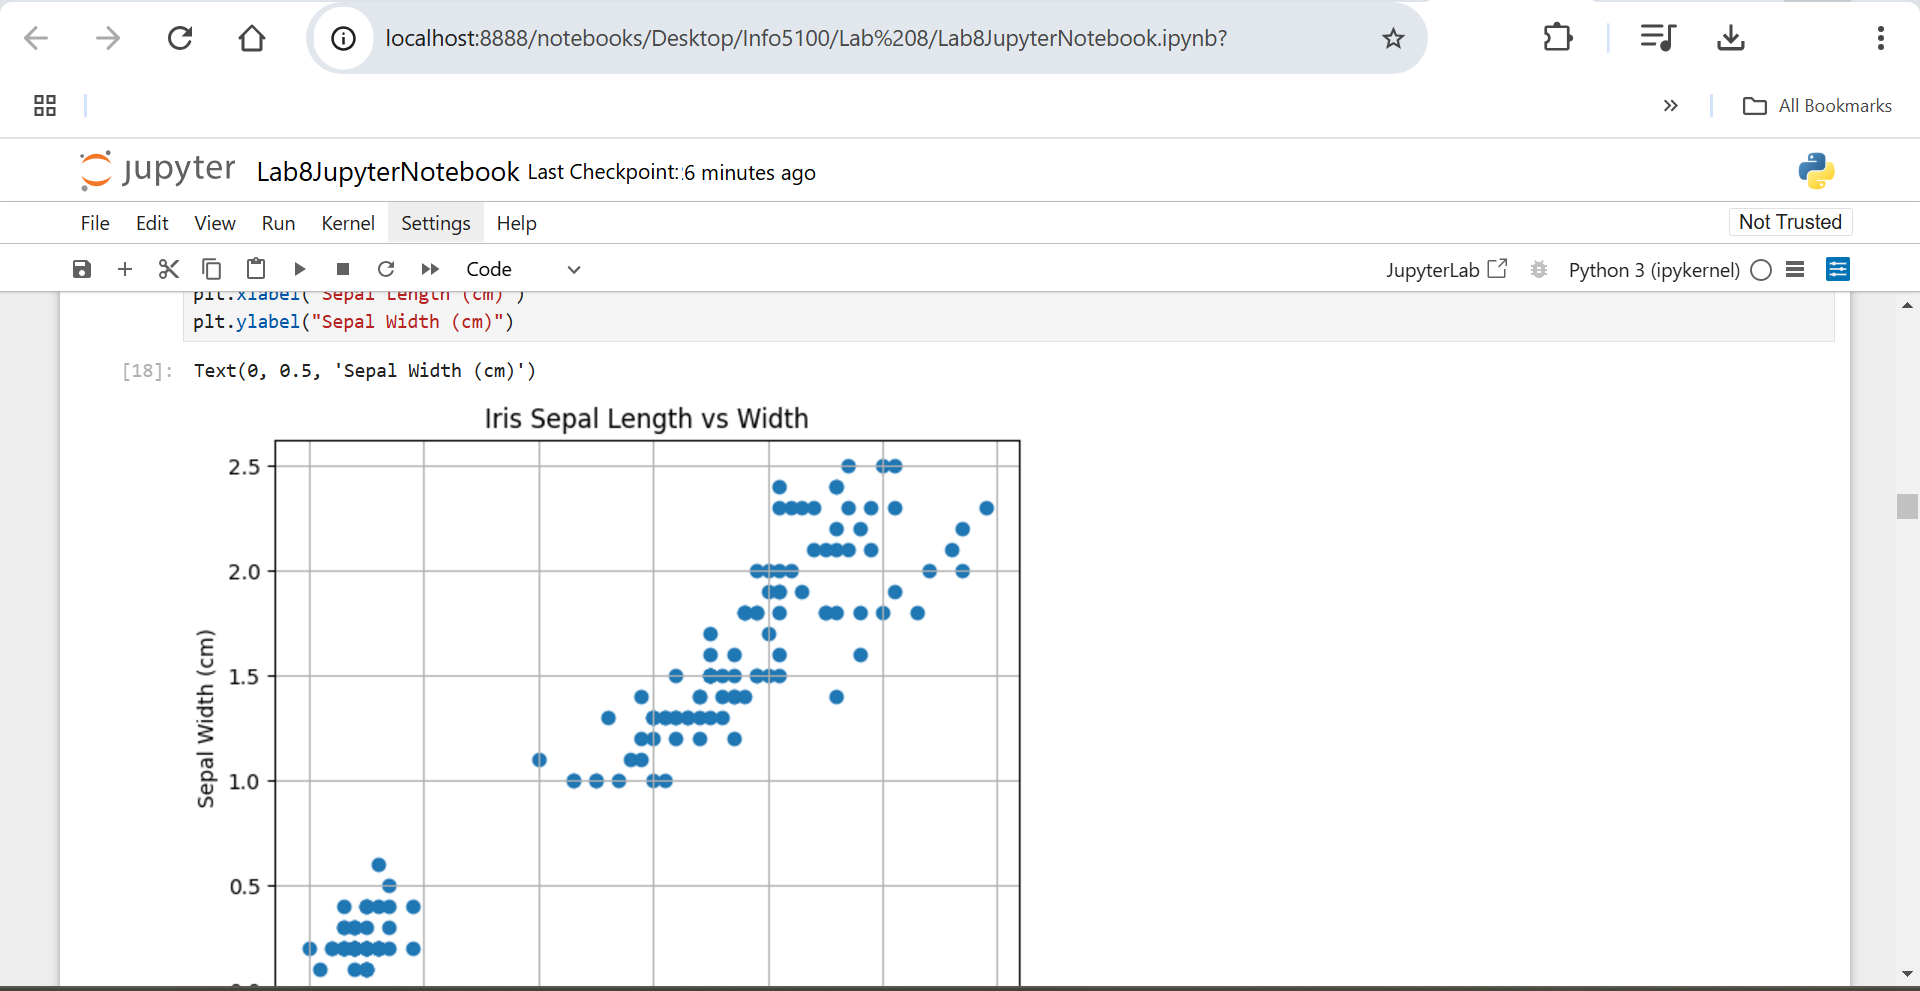 localhost:8888/notebooks/Desktop/Info5100/Lab%208/Lab8JupyterNotebook.ipynb?
All Bookmarks
jupyter Lab8JupyterNotebook Last Checkpoint: 6 minutes ago
File Edit View Run Kernel Settings Help
Not Trusted
Code
JupyterLab
Python 3 (ipykernel)
plt.xlabel("Sepal Length (cm)")
plt.ylabel("Sepal Width (cm)")
[18]: Text(0, 0.5, 'Sepal Width (cm)')
Iris Sepal Length vs Width
2.5
2.0
1.5
1.0
0.5
Sepal Width (cm)